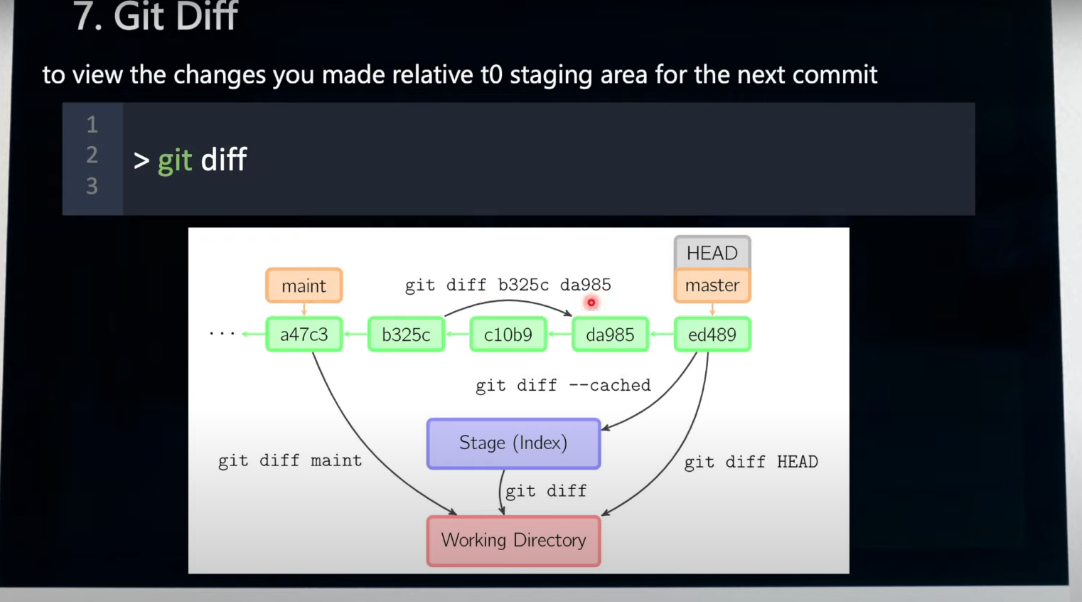 7. Git Diff
to view the changes you made relative t0 staging area for the next commit
1
2
3
> git diff
HEAD
maint
git diff b325c da985
master
...
a47c3
b325c
c10b9
da985
ed489
git diff --cached
Stage (Index)
git diff maint
git diff HEAD
git diff
Working Directory